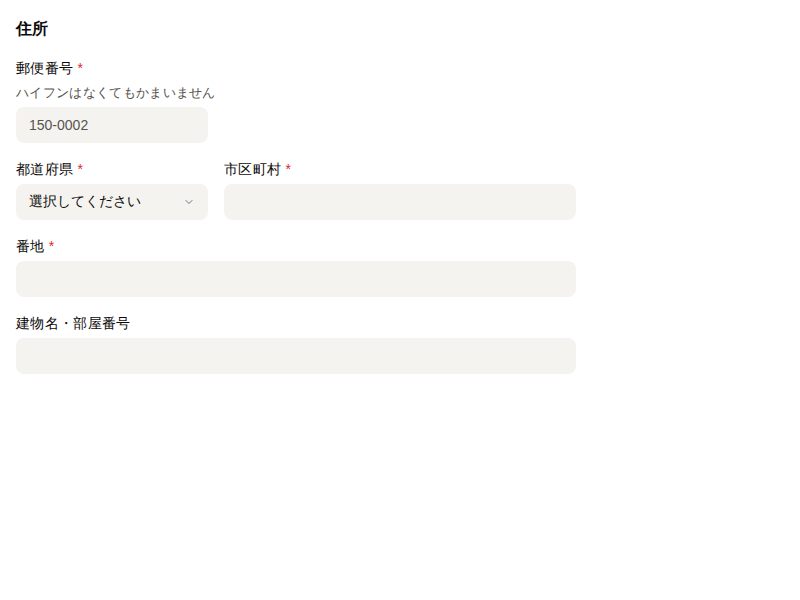 住所
郵便番号 *
ハイフンはなくてもかまいません
150-0002
都道府県 *
市区町村 *
選択してください
番地 *
建物名・部屋番号